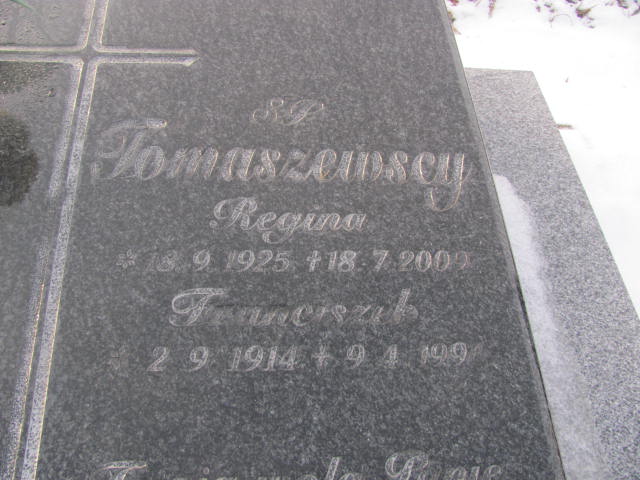 ŚP
Tomaszewscy
Regina
* 18. 9. 1925. + 18. 7. 2009
Franciszek
* 2. 9. 1914 + 9. 4.